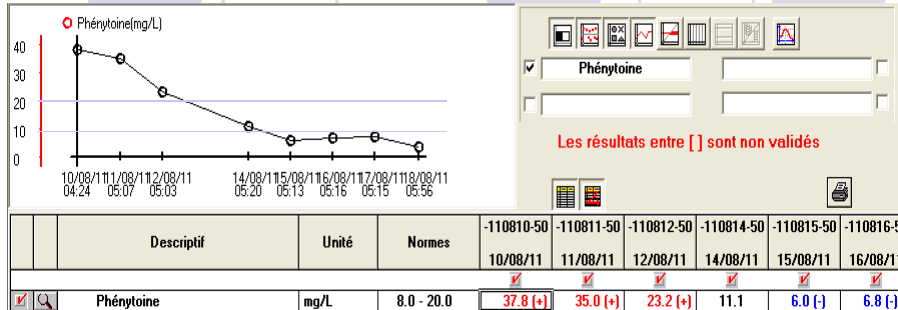 Phénytoine(mg/L)
40
30
20
10
0
10/08/11 11/08/11 12/08/11 14/08/11 15/08/11 16/08/11 17/08/11 18/08/11
04:24 05:07 05:03 05:20 05:13 05:16 05:15 05:56
Phénytoine
Les résultats entre [ ] sont non validés
Descriptif Unité Normes -110810-50 -110811-50 -110812-50 -110814-50 -110815-50 -110816-5
10/08/11 11/08/11 12/08/11 14/08/11 15/08/11 16/08/11
Phénytoine mg/L 8.0 - 20.0 37.8 (+) 35.0 (+) 23.2 (+) 11.1 6.0 (-) 6.8 (-)